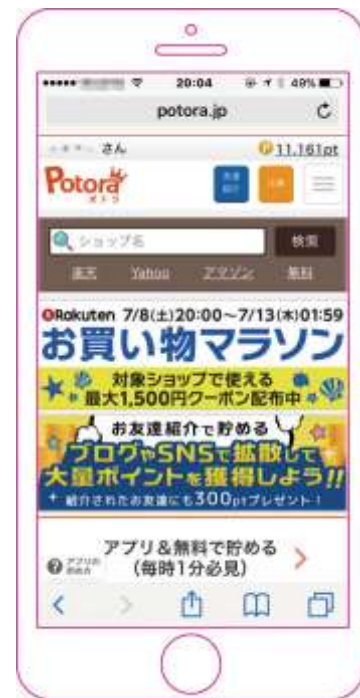 20:04
49%
potora.jp
さん
11,161pt
Potora
ポトラ
ショップ名
検索
楽天 Yahoo アマゾン 無料
Rakuten 7/8(土)20:00~7/13(木)01:59
お買い物マラソン
対象ショップで使える
最大1,500円クーポン配布中
お友達紹介で貯める
ブログやSNSで拡散して
大量ポイントを獲得しよう!!
紹介されたお友達にも300ptプレゼント!
アプリ&無料で貯める
(毎時1分必見)